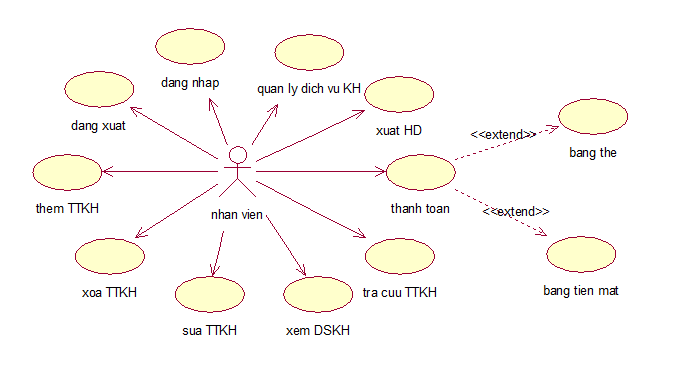 dang nhap
quan ly dich vu KH
dang xuat
xuat HD
<<extend>>
bang the
them TTKH
nhan vien
thanh toan
<<extend>>
xoa TTKH
sua TTKH
xem DSKH
tra cuu TTKH
bang tien mat